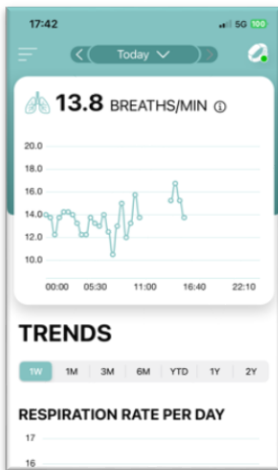 17:42
5G 100
Today
13.8 BREATHS/MIN
20.0
18.0
16.0
14.0
12.0
10.0
00:00 05:30 11:00 16:40 22:10
TRENDS
1W 1M 3M 6M YTD 1Y 2Y
RESPIRATION RATE PER DAY
17
16